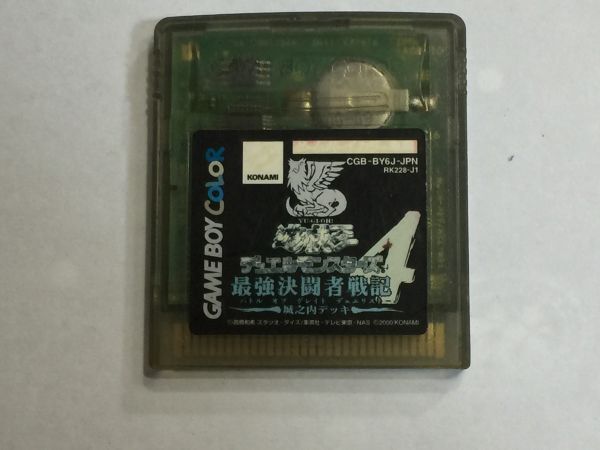 GAME BOY COLOR
KONAMI
CGB-BY6J-JPN
RK228-J1
YU-GI-OH!
遊戯王
デュエルモンスターズ
4
最強決闘者戦記
バトル オブ グレイト デュエリスト
城之内デッキ
©高橋和希 スタジオ・ダイス/集英社・テレビ東京・NAS ©2000 KONAMI